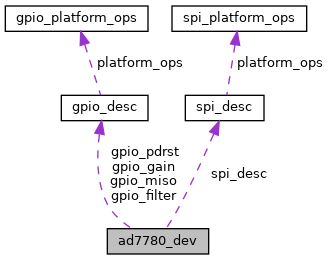 gpio_platform_ops
spi_platform_ops
platform_ops
platform_ops
gpio_desc
spi_desc
gpio_pdrst
gpio_gain
gpio_miso
gpio_filter
spi_desc
ad7780_dev